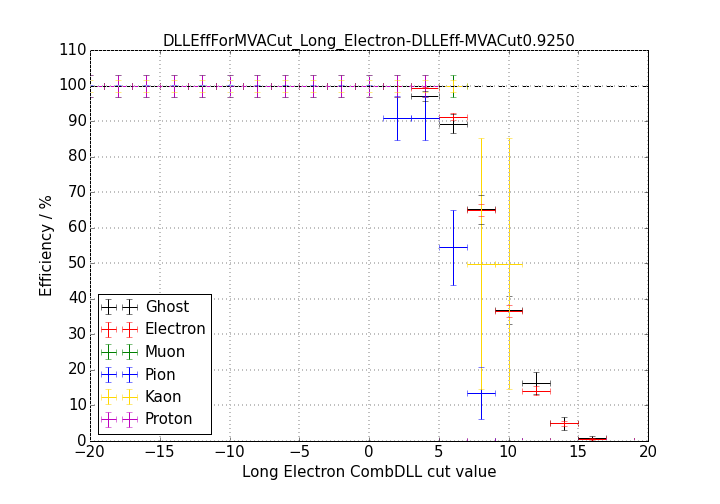 DLLEffForMVACut_Long_Electron-DLLEff-MVACut0.9250
110
100
90
80
70
60
50
40
30
20
10
0
Efficiency / %
Ghost
Electron
Muon
Pion
Kaon
Proton
−20 −15 −10 −5 0 5 10 15 20
Long Electron CombDLL cut value